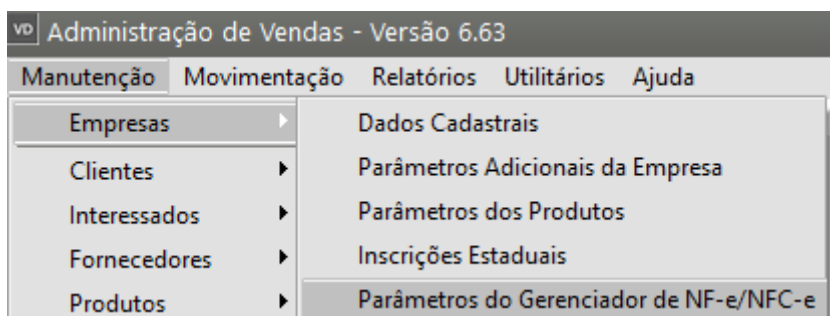 VD Administração de Vendas - Versão 6.63
Manutenção Movimentação Relatórios Utilitários Ajuda
Empresas Dados Cadastrais
Clientes Parâmetros Adicionais da Empresa
Interessados Parâmetros dos Produtos
Fornecedores Inscrições Estaduais
Produtos Parâmetros do Gerenciador de NF-e/NFC-e